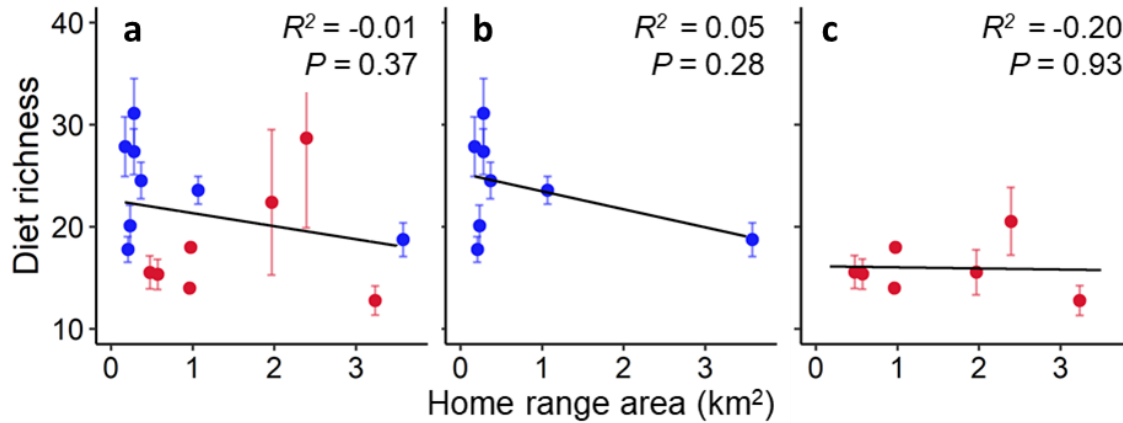 Diet richness
40
30
20
10
a
R² = -0.01
P = 0.37
b
R² = 0.05
P = 0.28
c
R² = -0.20
P = 0.93
0 1 2 3
0 1 2 3
0 1 2 3
Home range area (km²)